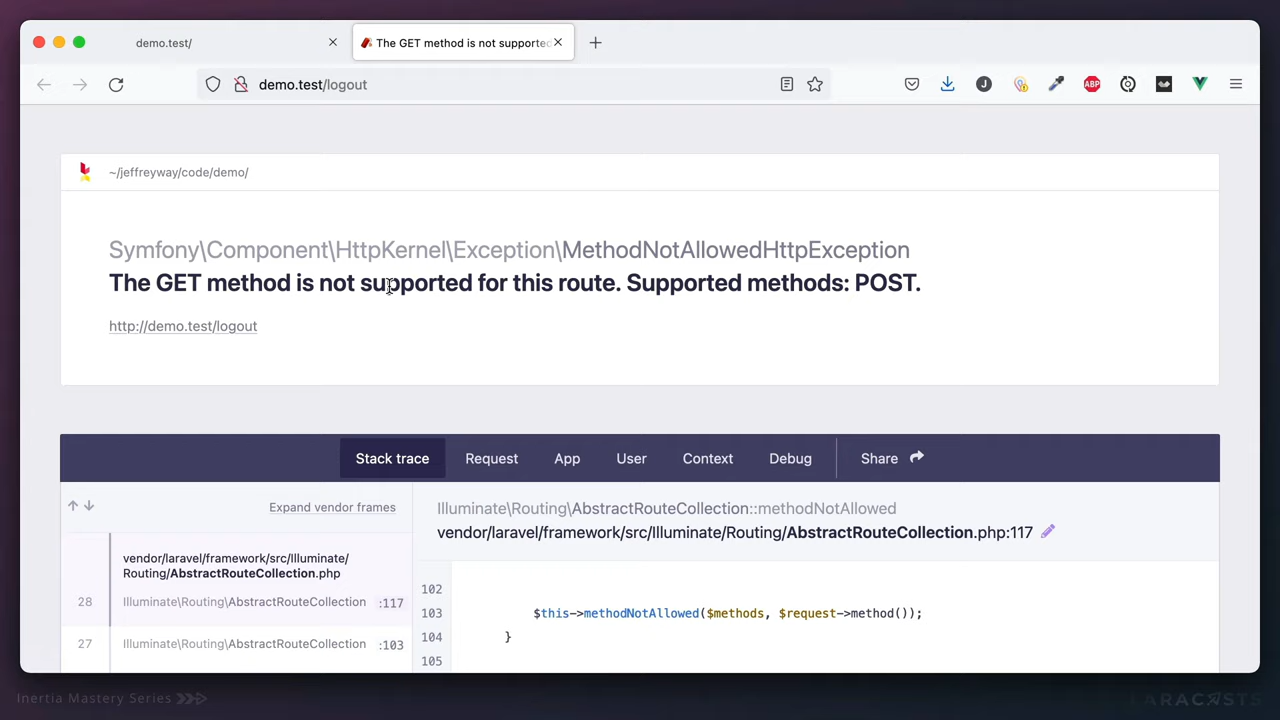 demo.test/
The GET method is not supported
demo.test/logout
J
ABP
~/jeffreyway/code/demo/
Symfony\Component\HttpKernel\Exception\MethodNotAllowedHttpException
The GET method is not supported for this route. Supported methods: POST.
http://demo.test/logout
Stack trace Request App User Context Debug Share
Expand vendor frames
Illuminate\Routing\AbstractRouteCollection::methodNotAllowed
vendor/laravel/framework/src/Illuminate/Routing/AbstractRouteCollection.php:117
vendor/laravel/framework/src/Illuminate/
Routing/AbstractRouteCollection.php
28 Illuminate\Routing\AbstractRouteCollection :117
27 Illuminate\Routing\AbstractRouteCollection :103
102
103 $this->methodNotAllowed($methods, $request->method());
104 }
105
Inertia Mastery Series
LARACASTS